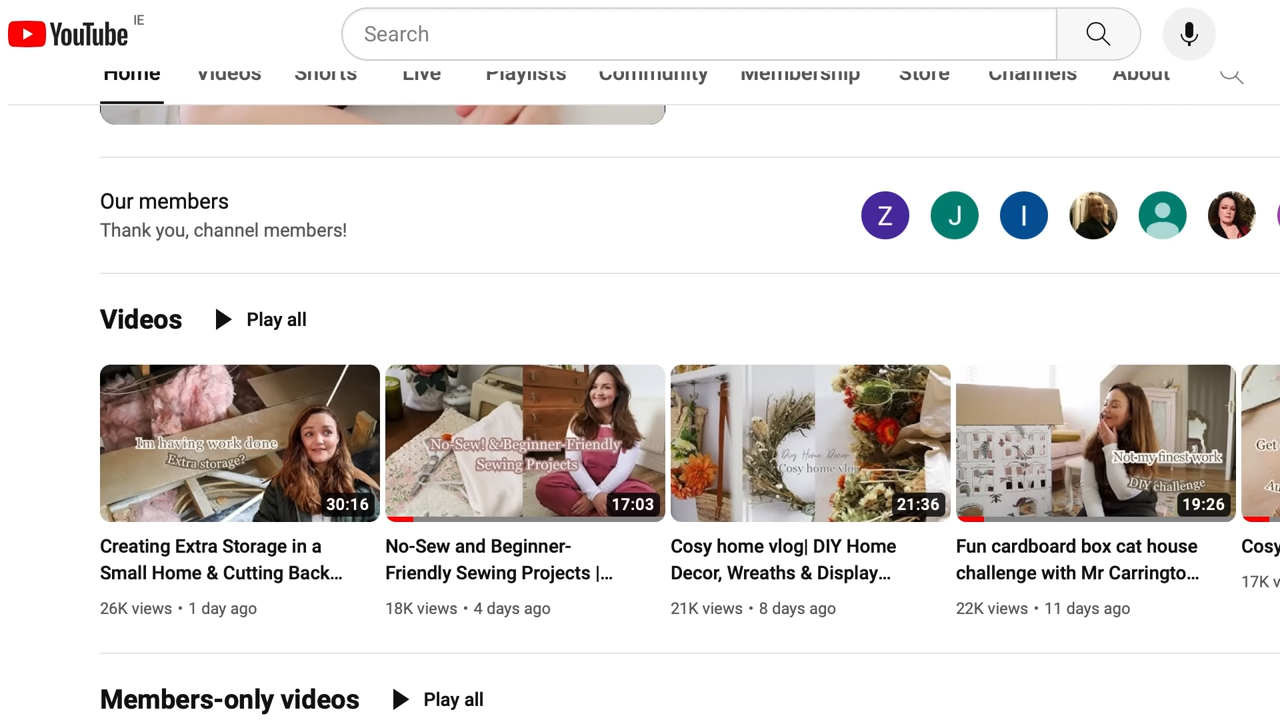 YouTube IE
Search
Home Videos Shorts Live Playlists Community Membership Store Channels About
Our members
Thank you, channel members!
Z J I
Videos Play all
I'm having work done
Extra storage?
30:16
No-Sew! & Beginner-Friendly
Sewing Projects
17:03
Diy Home Decor
Cosy home vlog
21:36
Not my finest work
DIY challenge
19:26
Get
Creating Extra Storage in a
Small Home & Cutting Back...
26K views • 1 day ago
No-Sew and Beginner-
Friendly Sewing Projects |...
18K views • 4 days ago
Cosy home vlog| DIY Home
Decor, Wreaths & Display...
21K views • 8 days ago
Fun cardboard box cat house
challenge with Mr Carringto...
22K views • 11 days ago
Cosy
17K v
Members-only videos Play all